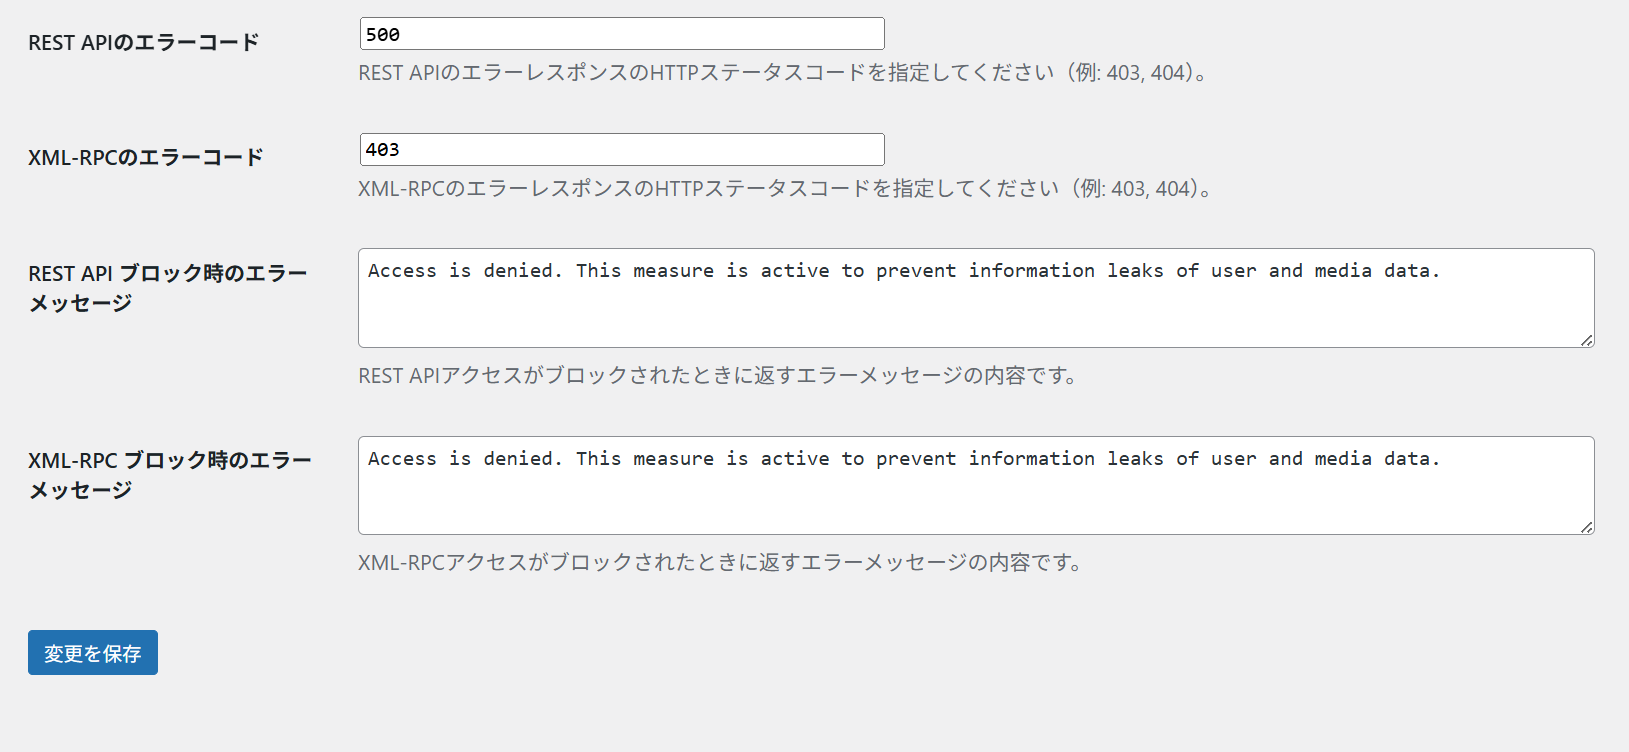 REST APIのエラーコード
500
REST APIのエラーレスポンスのHTTPステータスコードを指定してください（例: 403, 404）。
XML-RPCのエラーコード
403
XML-RPCのエラーレスポンスのHTTPステータスコードを指定してください（例: 403, 404）。
REST API ブロック時のエラー
メッセージ
Access is denied. This measure is active to prevent information leaks of user and media data.
REST APIアクセスがブロックされたときに返すエラーメッセージの内容です。
XML-RPC ブロック時のエラー
メッセージ
Access is denied. This measure is active to prevent information leaks of user and media data.
XML-RPCアクセスがブロックされたときに返すエラーメッセージの内容です。
変更を保存